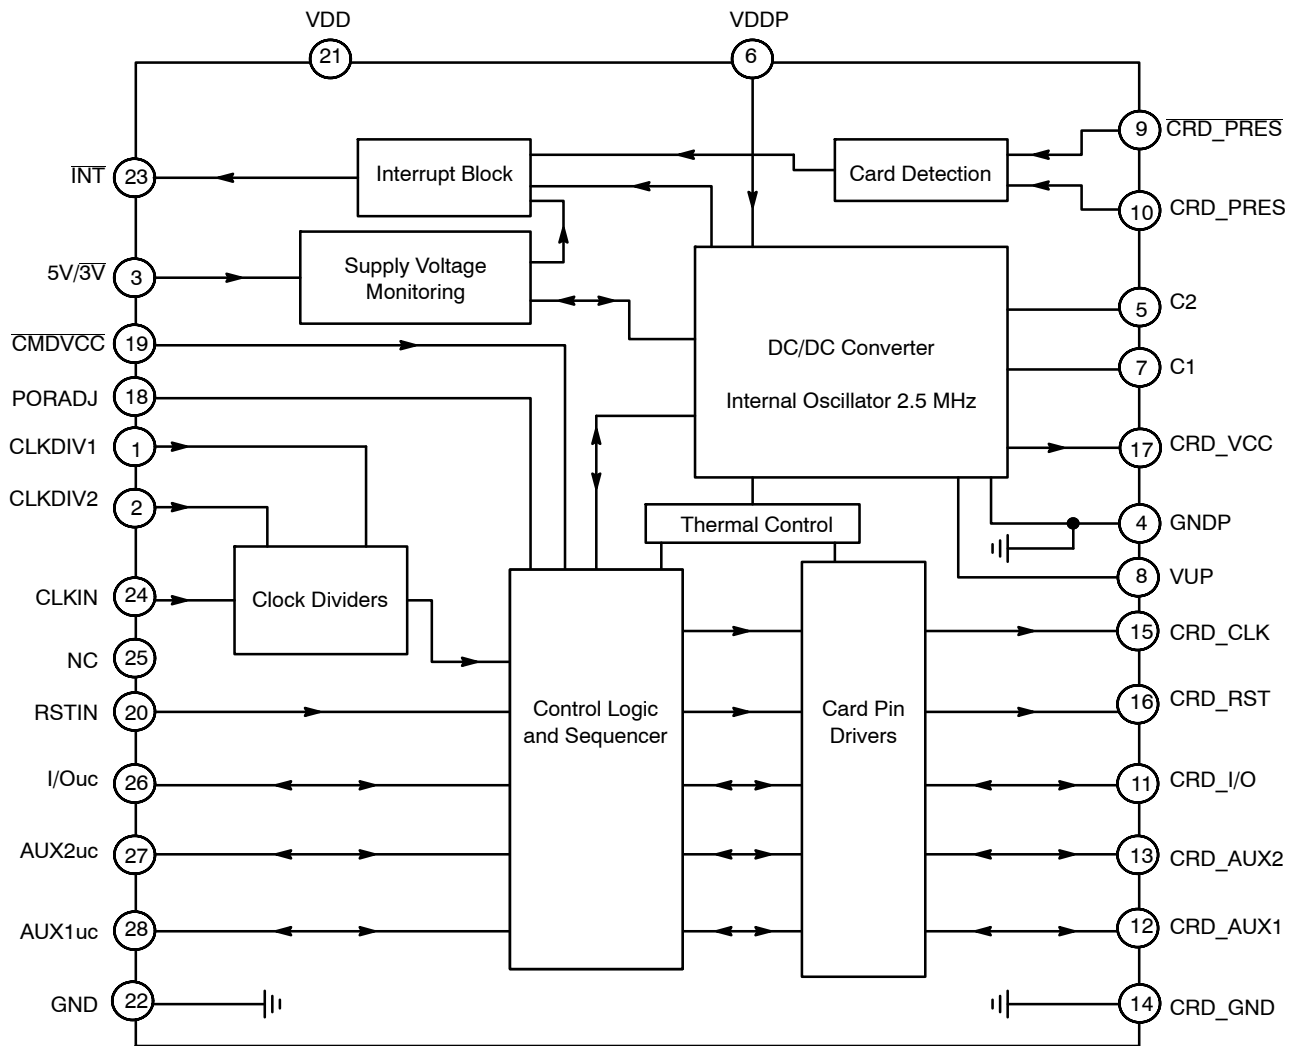 VDD
VDDP
21
6
INT
23
Interrupt Block
Card Detection
9
CRD_PRES
10
CRD_PRES
5V/3V
3
Supply Voltage
Monitoring
CMDVCC
19
PORADJ
18
CLKDIV1
1
CLKDIV2
2
DC/DC Converter
Internal Oscillator 2.5 MHz
5
C2
7
C1
17
CRD_VCC
Thermal Control
4
GNDP
8
VUP
CLKIN
24
Clock Dividers
NC
25
RSTIN
20
I/Ouc
26
AUX2uc
27
AUX1uc
28
GND
22
Control Logic
and Sequencer
Card Pin
Drivers
15
CRD_CLK
16
CRD_RST
11
CRD_I/O
13
CRD_AUX2
12
CRD_AUX1
14
CRD_GND